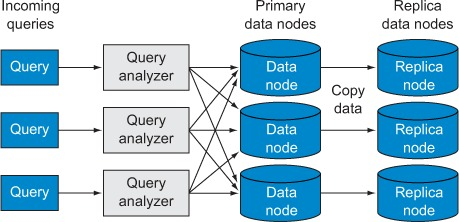 Incoming
queries
Primary
data nodes
Replica
data nodes
Query
Query
analyzer
Data
node
Replica
node
Copy
data
Query
Query
analyzer
Data
node
Replica
node
Query
Query
analyzer
Data
node
Replica
node